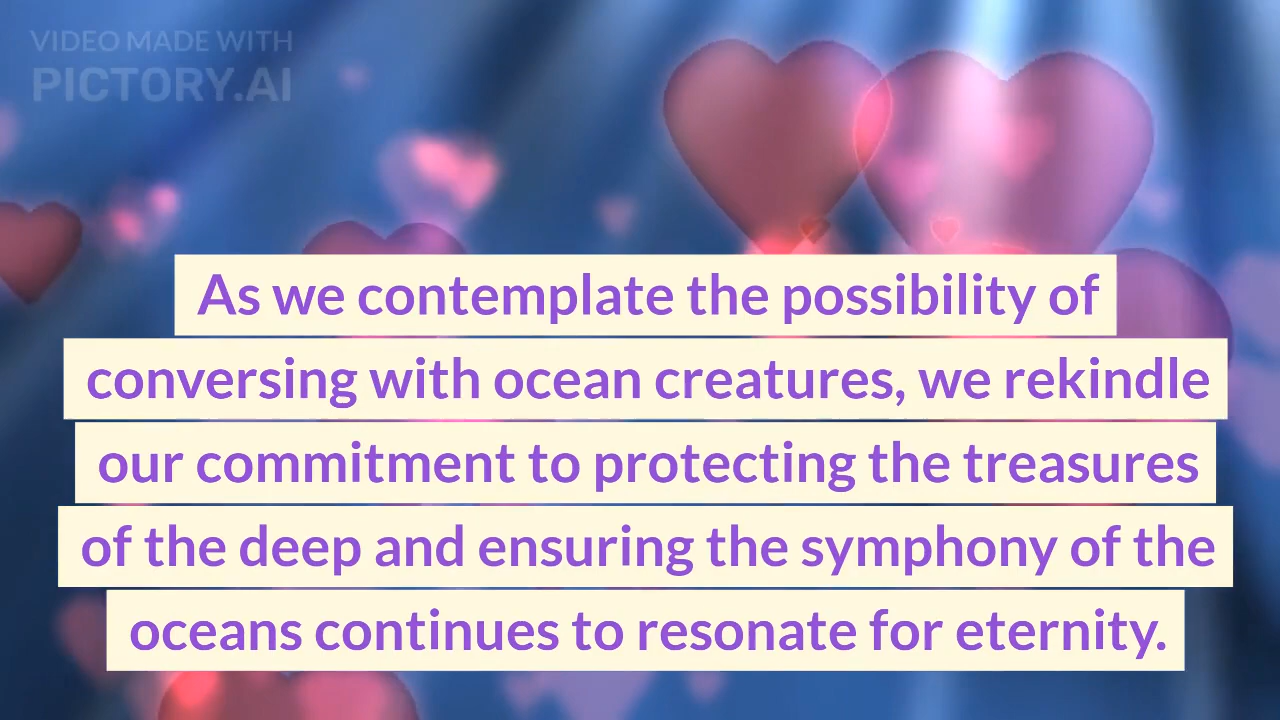 VIDEO MADE WITH
PICTORY.AI
As we contemplate the possibility of
conversing with ocean creatures, we rekindle
our commitment to protecting the treasures
of the deep and ensuring the symphony of the
oceans continues to resonate for eternity.